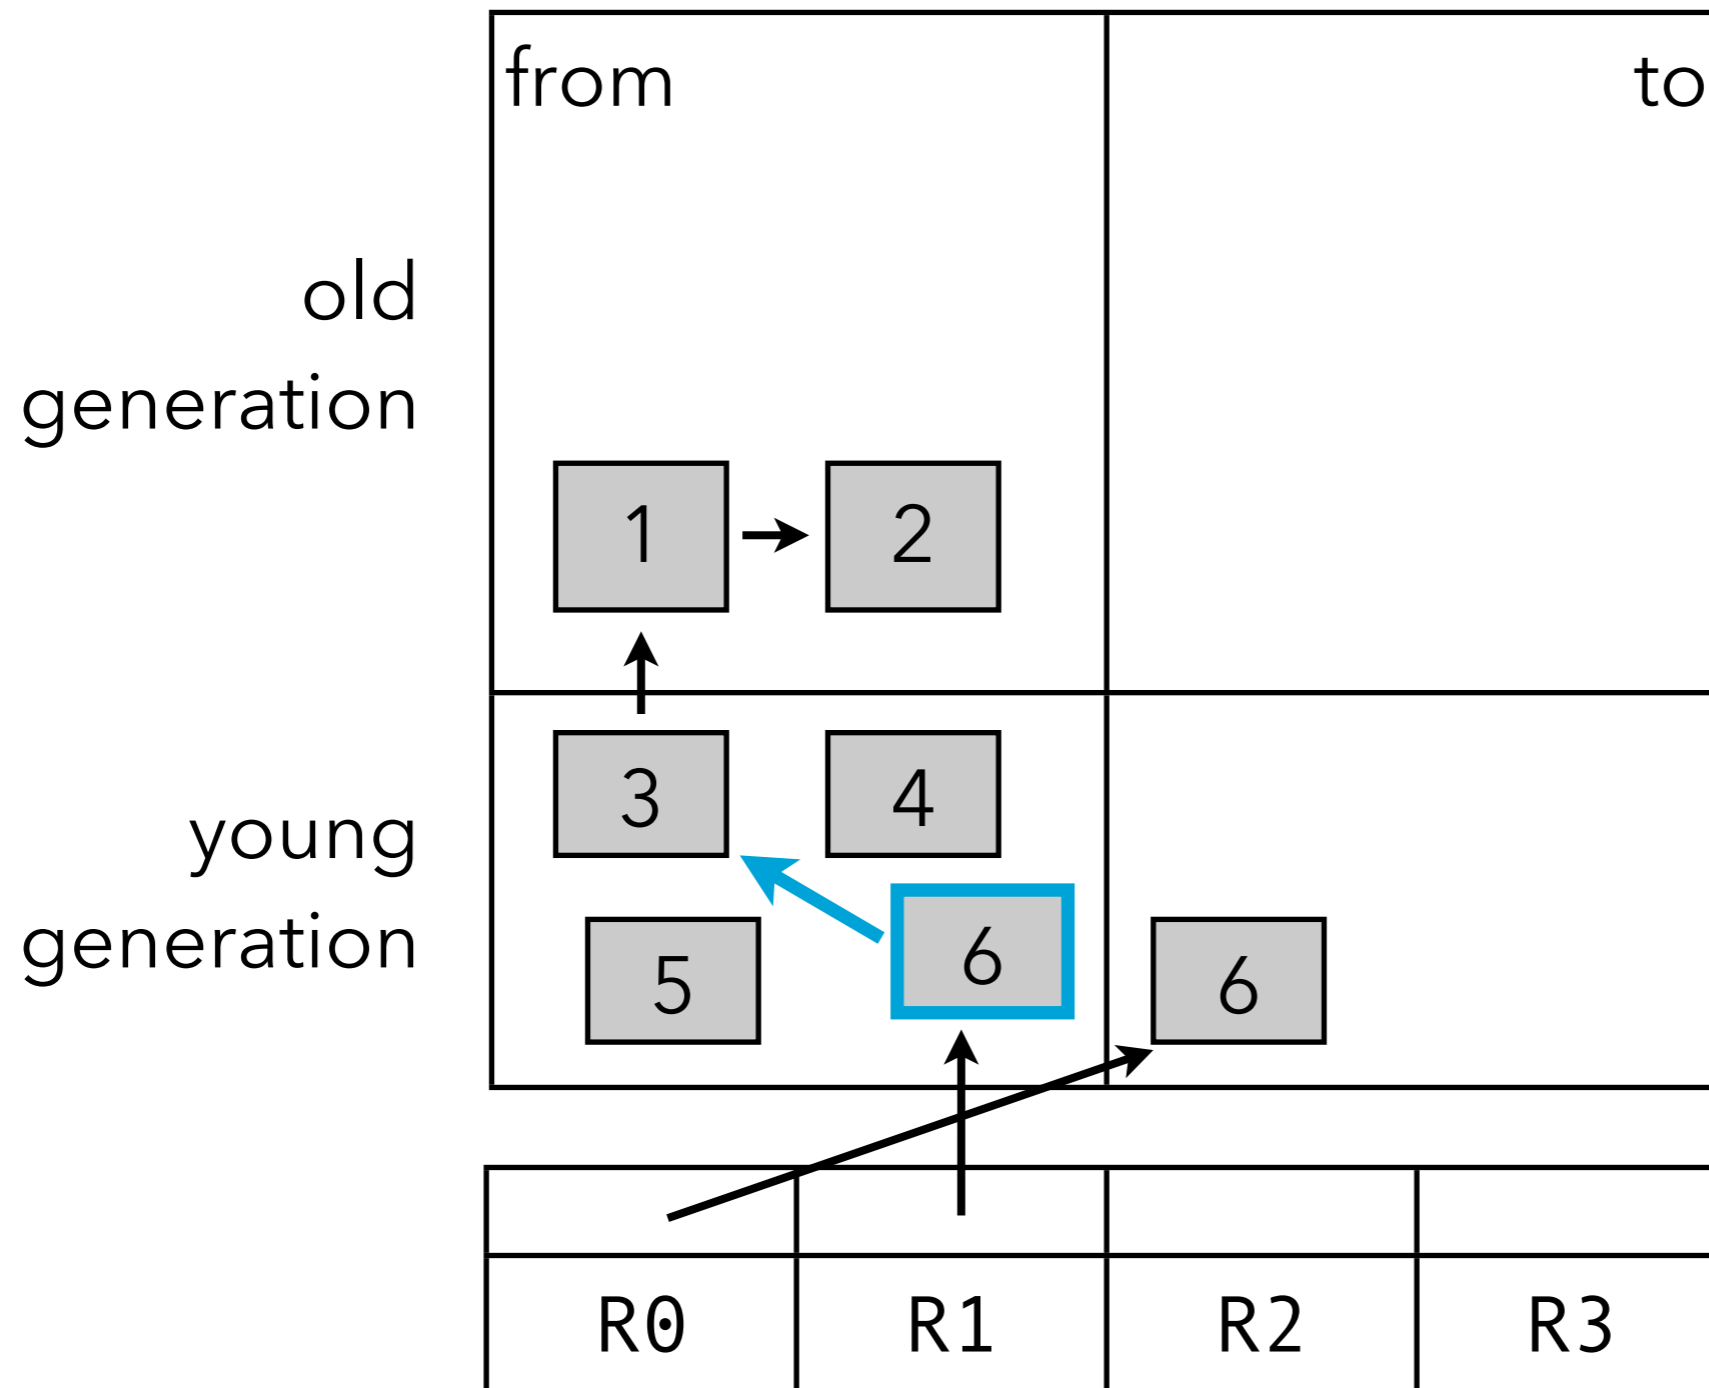 from
to
old
generation
1
2
3
4
young
generation
5
6
6
R0
R1
R2
R3